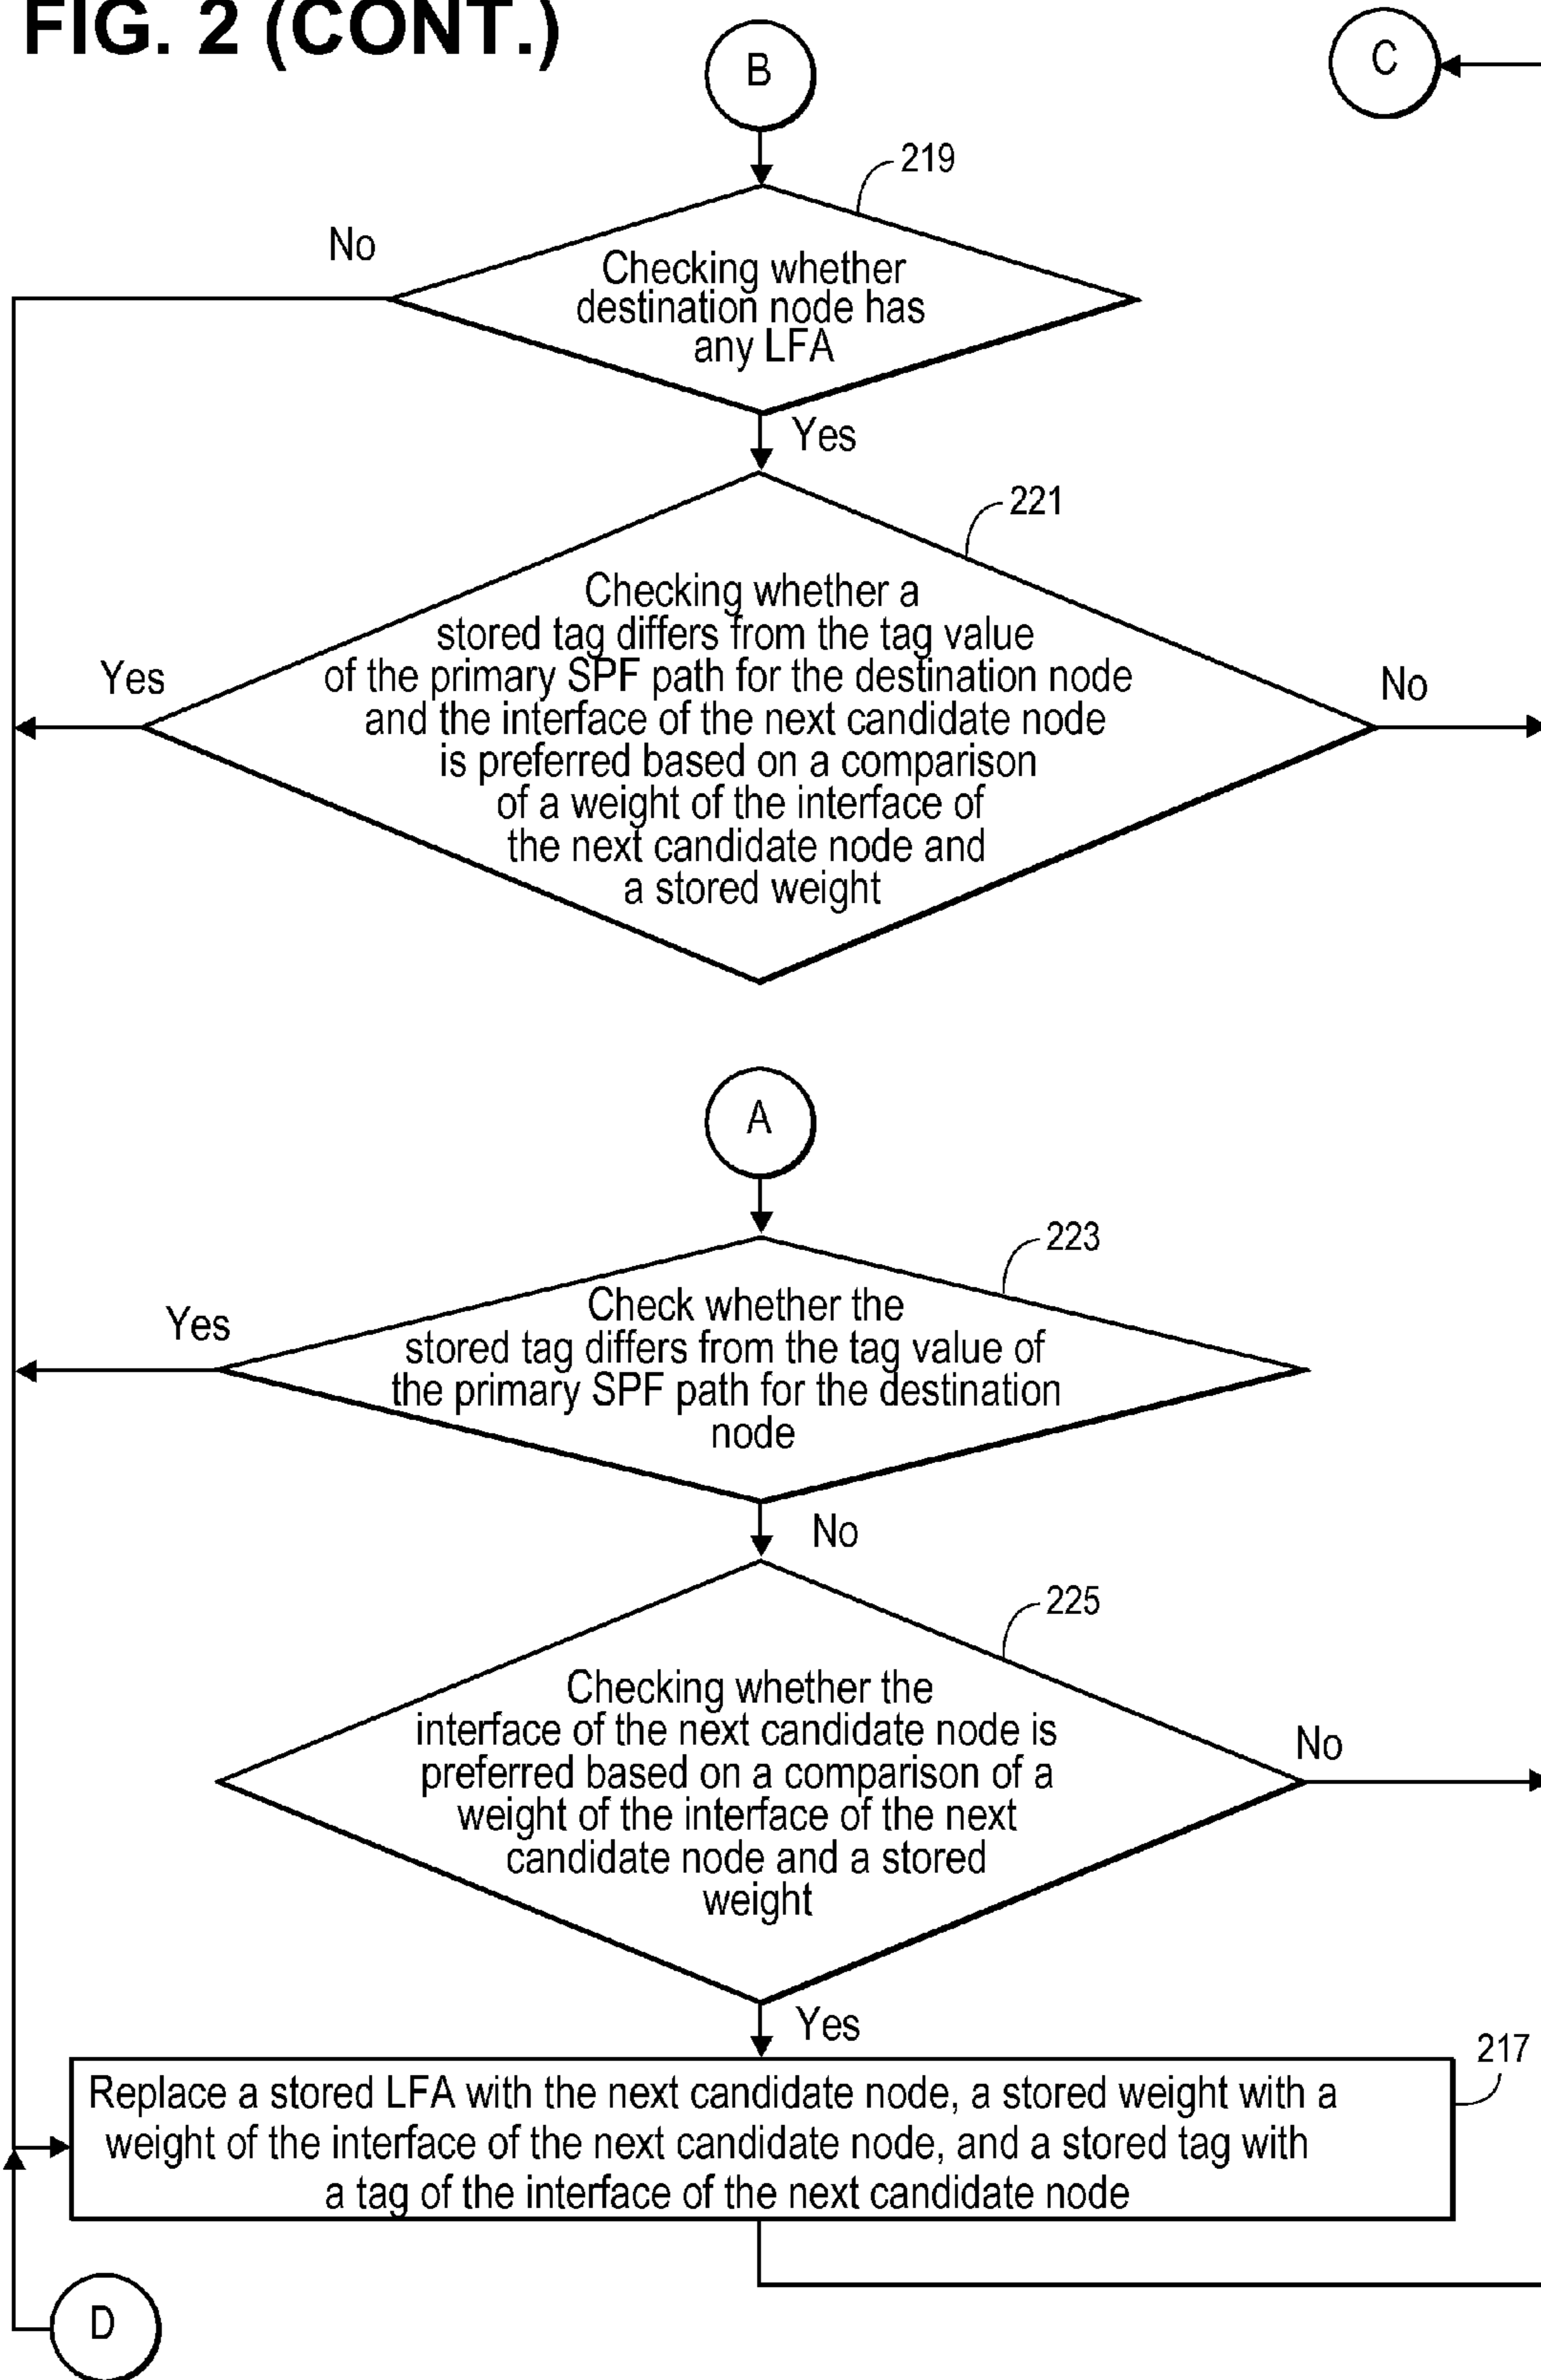 FIG. 2 (CONT.)
B
C
219
No
Checking whether
destination node has
any LFA
Yes
221
Checking whether a
stored tag differs from the tag value
of the primary SPF path for the destination node
and the interface of the next candidate node
is preferred based on a comparison
of a weight of the interface of
the next candidate node and
a stored weight
Yes
No
A
223
Check whether the
stored tag differs from the tag value of
the primary SPF path for the destination
node
Yes
No
225
Checking whether the
interface of the next candidate node is
preferred based on a comparison of a
weight of the interface of the next
candidate node and a stored
weight
No
Yes
217
Replace a stored LFA with the next candidate node, a stored weight with a
weight of the interface of the next candidate node, and a stored tag with
a tag of the interface of the next candidate node
D